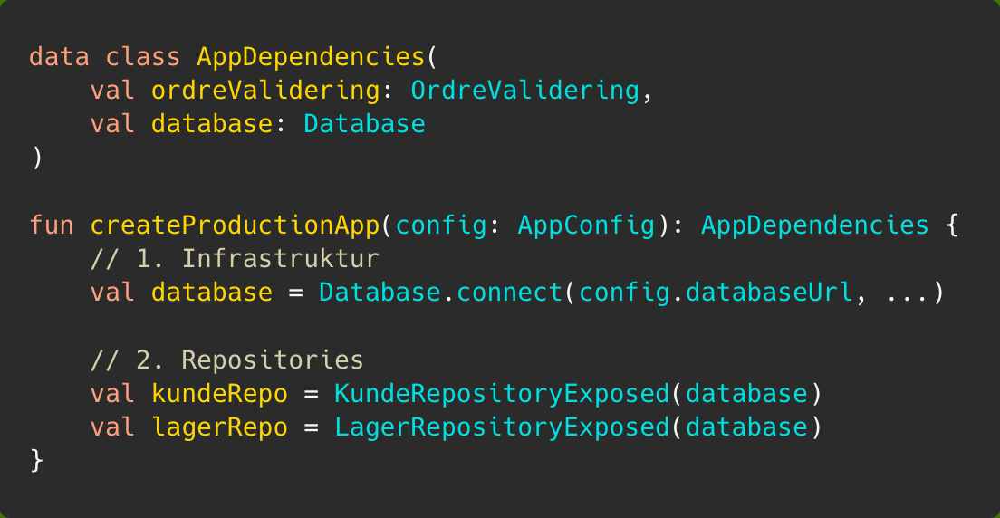 data class AppDependencies(
    val ordreValidering: OrdreValidering,
    val database: Database
)

fun createProductionApp(config: AppConfig): AppDependencies {
    // 1. Infrastruktur
    val database = Database.connect(config.databaseUrl, ...)

    // 2. Repositories
    val kundeRepo = KundeRepositoryExposed(database)
    val lagerRepo = LagerRepositoryExposed(database)
}